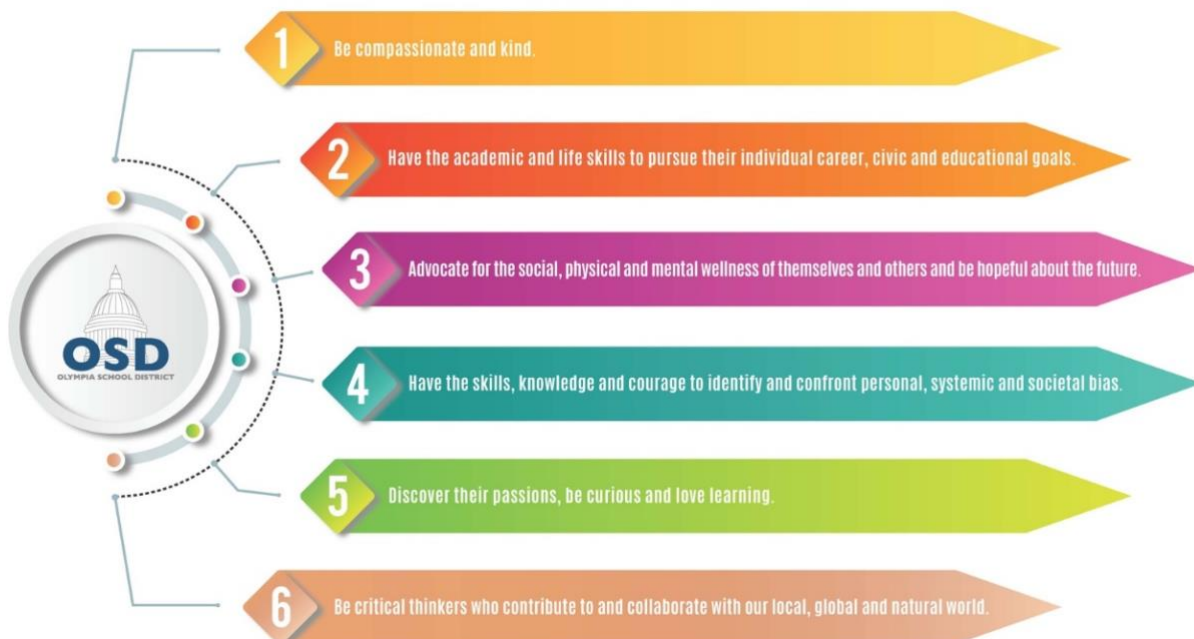 1
Be compassionate and kind.
2
Have the academic and life skills to pursue their individual career, civic and educational goals.
3
Advocate for the social, physical and mental wellness of themselves and others and be hopeful about the future.
OSD
OLYMPIA SCHOOL DISTRICT
4
Have the skills, knowledge and courage to identify and confront personal, systemic and societal bias.
5
Discover their passions, be curious and love learning.
6
Be critical thinkers who contribute to and collaborate with our local, global and natural world.